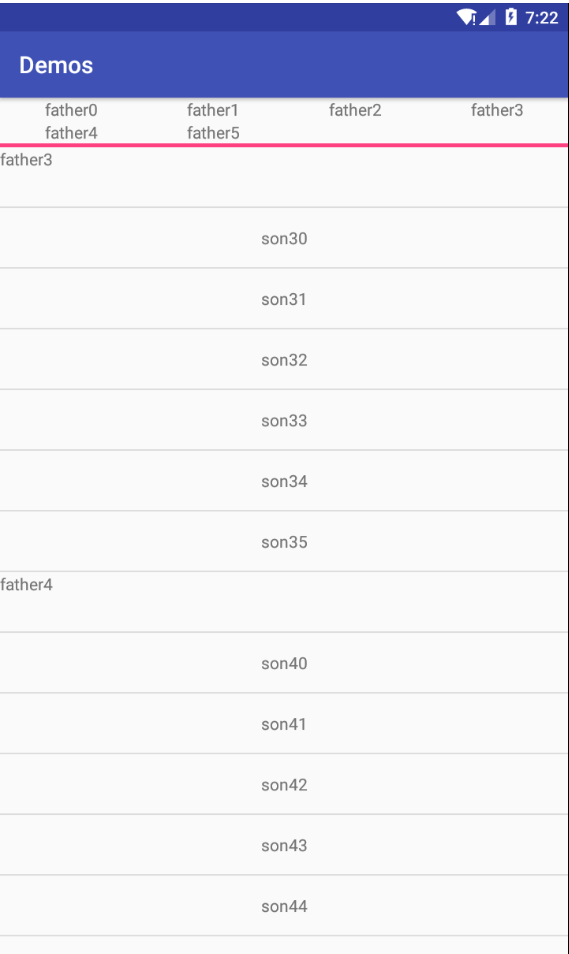 7:22
Demos
father0 father1 father2 father3
father4 father5
father3
son30
son31
son32
son33
son34
son35
father4
son40
son41
son42
son43
son44